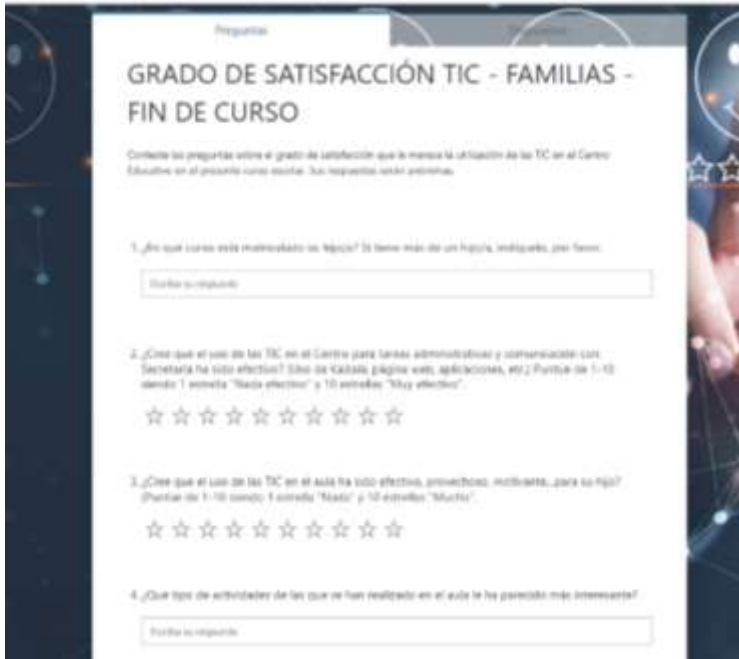 Preguntas
GRADO DE SATISFACCIÓN TIC - FAMILIAS -
FIN DE CURSO
Conteste las preguntas sobre el grado de satisfacción que le merece la utilización de las TIC en el Centro
Educativo en el presente curso escolar. Sus respuestas serán anónimas.
1. ¿En qué curso está matriculado su hijo/a? Si tiene más de un hijo/a, indíquelo, por favor.
Escriba su respuesta
2. ¿Cree que el uso de las TIC en el Centro para tareas administrativas y comunicación con
Secretaría ha sido efectivo? (Uso de página web, aplicaciones, etc.) Puntúe de 1-10
siendo 1 estrella "Nada efectivo" y 10 estrellas "Muy efectivo".
3. ¿Cree que el uso de las TIC en el aula ha sido efectivo, provechoso, motivante...para su hijo?
(Puntúe de 1-10 siendo 1 estrella "Nada" y 10 estrellas "Mucho".
4. ¿Qué tipo de actividades de las que se han realizado en el aula le ha parecido más interesante?
Escriba su respuesta